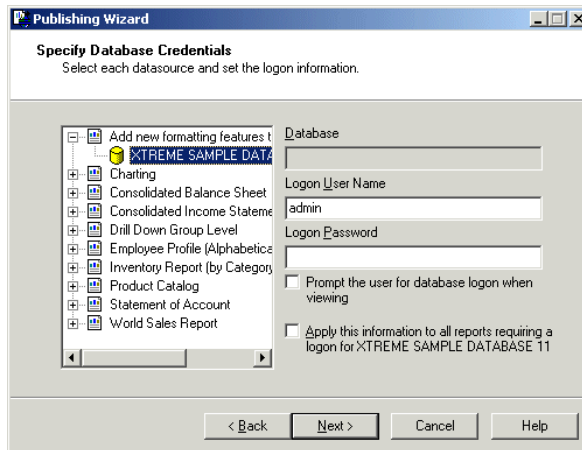 Publishing Wizard
Specify Database Credentials
Select each datasource and set the logon information.
Add new formatting features t
XTREME SAMPLE DATA
Charting
Consolidated Balance Sheet
Consolidated Income Stateme
Drill Down Group Level
Employee Profile (Alphabetica
Inventory Report (by Category
Product Catalog
Statement of Account
World Sales Report
Database
Logon User Name
admin
Logon Password
Prompt the user for database logon when
viewing
Apply this information to all reports requiring a
logon for XTREME SAMPLE DATABASE 11
< Back
Next >
Cancel
Help